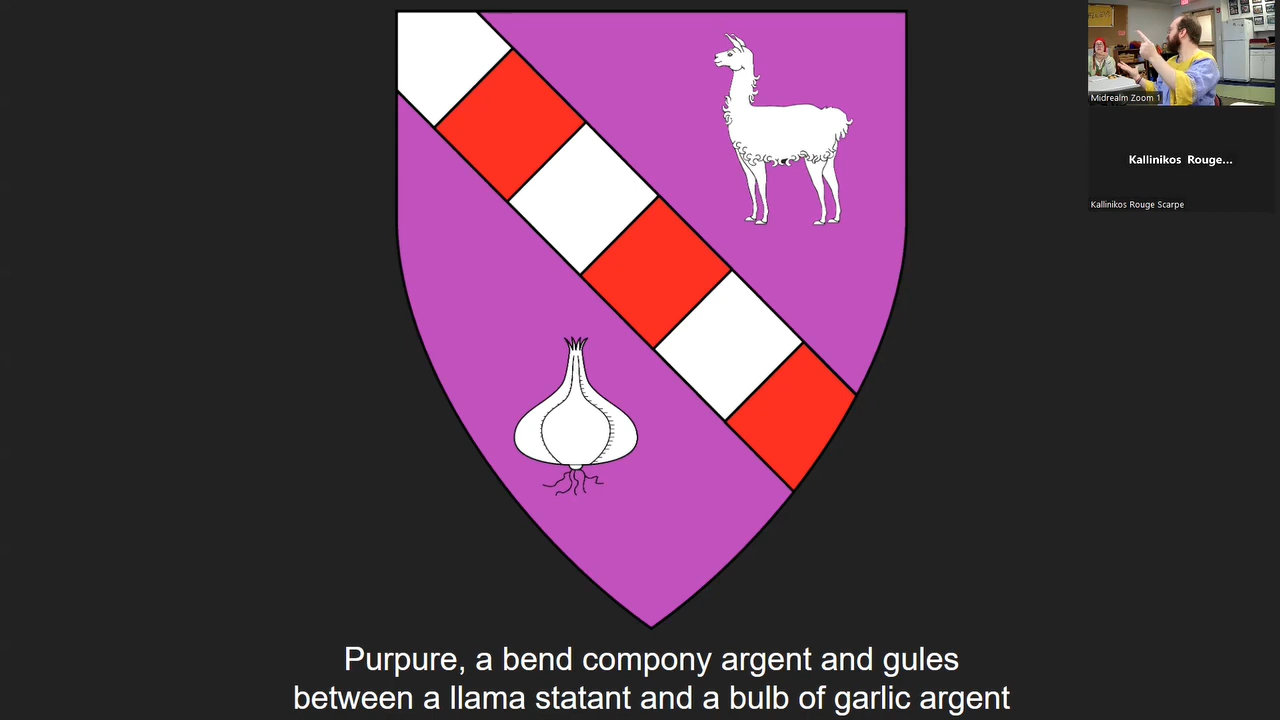 Midrealm Zoom 1
Kallinikos Rouge...
Kallinikos Rouge Scarpe
Purpure, a bend compony argent and gules
between a llama statant and a bulb of garlic argent